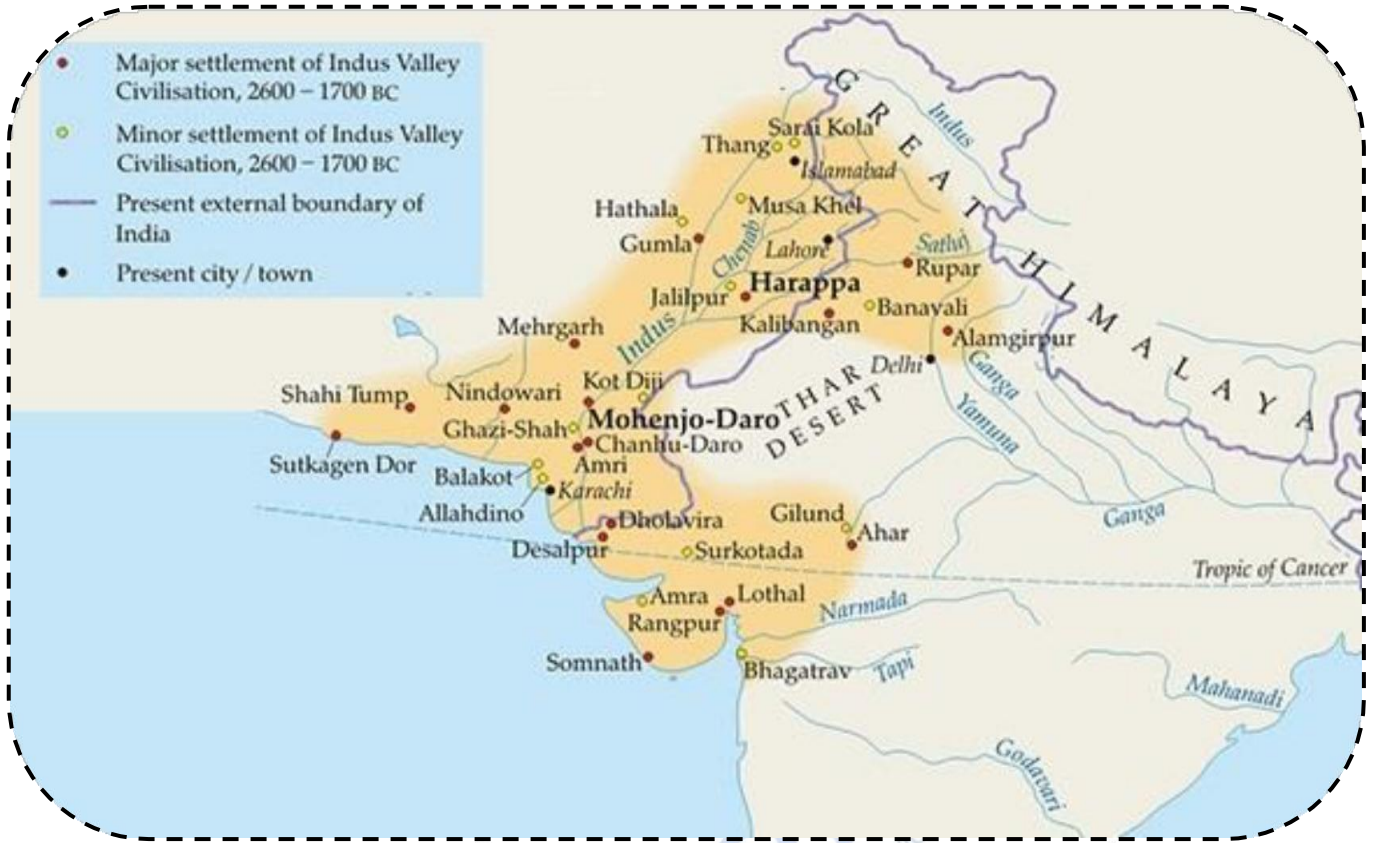 Major settlement of Indus Valley
Civilisation, 2600 – 1700 BC
Minor settlement of Indus Valley
Civilisation, 2600 – 1700 BC
Present external boundary of
India
Present city / town
GREAT HIMALAYA
Indus
Sarai Kola
Thang
Islamabad
Hathala
Musa Khel
Gumla
Chenab
Lahore
Satluj
Rupar
Jalilpur
Harappa
Banavali
Kalibangan
Alamgirpur
Mehrgarh
Indus
Delhi
Ganga
Shahi Tump
Nindowari
Kot Diji
THAR
DESERT
Yamuna
Mohenjo-Daro
Ghazi-Shah
Chanhu-Daro
Sutkagen Dor
Amri
Balakot
Karachi
Allahdino
Dholavira
Gilund
Ahar
Ganga
Desalpur
Surkotada
Tropic of Cancer
Amra
Lothal
Narmada
Rangpur
Somnath
Bhagatrav
Tapi
Mahanadi
Godavari